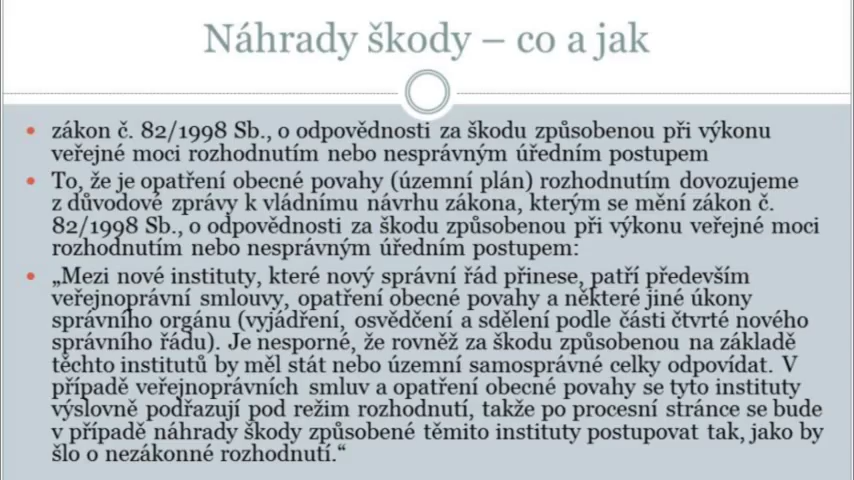 Náhrady škody – co a jak
• zákon č. 82/1998 Sb., o odpovědnosti za škodu způsobenou při výkonu
veřejné moci rozhodnutím nebo nesprávným úředním postupem
• To, že je opatření obecné povahy (územní plán) rozhodnutím dovozujeme
z důvodové zprávy k vládnímu návrhu zákona, kterým se mění zákon č.
82/1998 Sb., o odpovědnosti za škodu způsobenou při výkonu veřejné moci
rozhodnutím nebo nesprávným úředním postupem:
• „Mezi nové instituty, které nový správní řád přinese, patří především
veřejnoprávní smlouvy, opatření obecné povahy a některé jiné úkony
správního orgánu (vyjádření, osvědčení a sdělení podle části čtvrté nového
správního řádu). Je nesporné, že rovněž za škodu způsobenou na základě
těchto institutů by měl stát nebo územní samosprávné celky odpovídat. V
případě veřejnoprávních smluv a opatření obecné povahy se tyto instituty
výslovně podřazují pod režim rozhodnutí, takže po procesní stránce se bude
v případě náhrady škody způsobené těmito instituty postupovat tak, jako by
šlo o nezákonné rozhodnutí.“